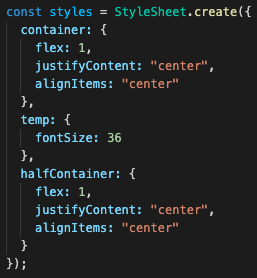 const styles = StyleSheet.create({
  container: {
    flex: 1,
    justifyContent: "center",
    alignItems: "center"
  },
  temp: {
    fontSize: 36
  },
  halfContainer: {
    flex: 1,
    justifyContent: "center",
    alignItems: "center"
  }
});